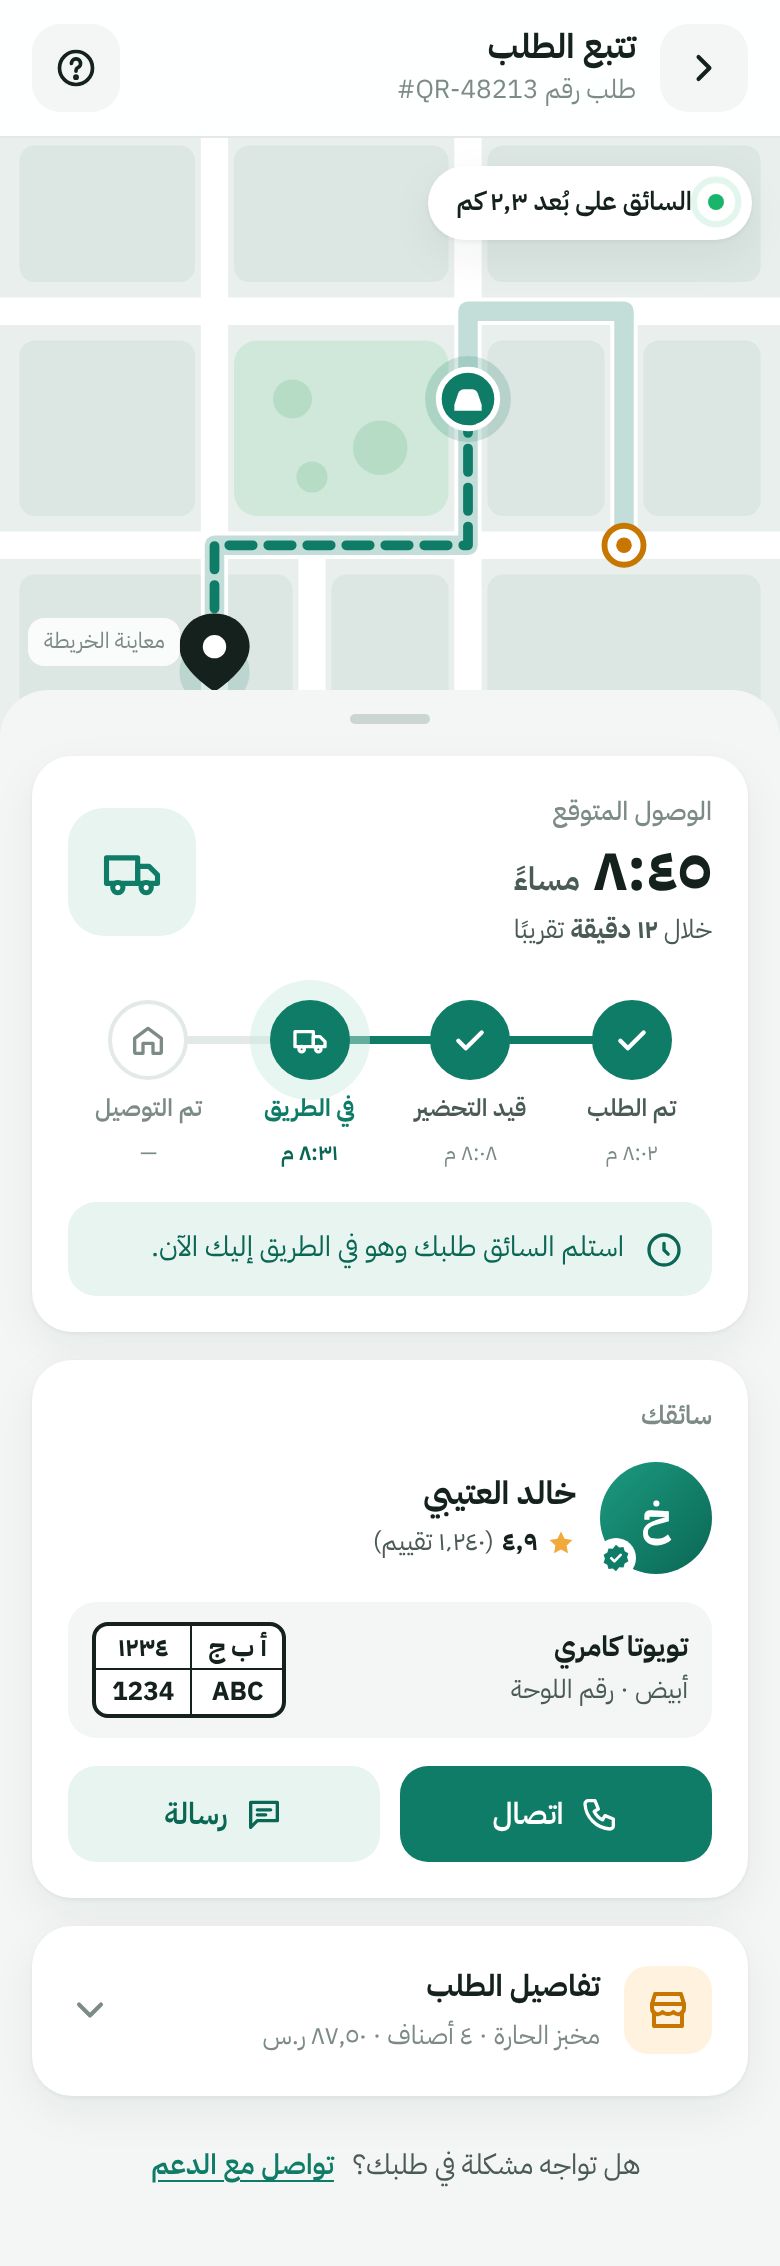 تتبع الطلب
طلب رقم QR-48213#
السائق على بُعد ٢٫٣ كم
معاينة الخريطة
الوصول المتوقع
٨:٤٥ مساءً
خلال ١٢ دقيقة تقريبًا
تم الطلب
٨:٠٢ م
قيد التحضير
٨:٠٨ م
في الطريق
٨:٣١ م
تم التوصيل
—
استلم السائق طلبك وهو في الطريق إليك الآن.
سائقك
خ
خالد العتيبي
٤٫٩ (١٬٢٤٠ تقييم)
تويوتا كامري
أبيض · رقم اللوحة
أ ب ج ١٢٣٤
ABC 1234
اتصال
رسالة
تفاصيل الطلب
مخبز الحارة · ٤ أصناف · ٨٧٫٥٠ ر.س
هل تواجه مشكلة في طلبك؟ تواصل مع الدعم